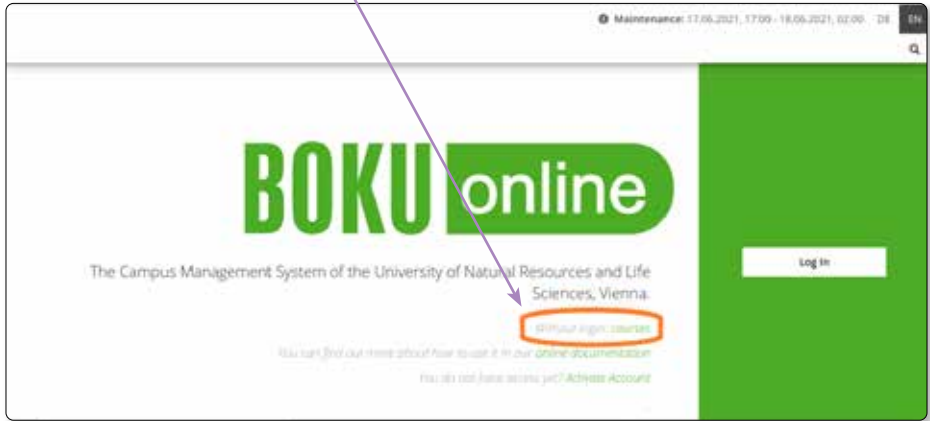 Maintenance: 17.06.2021, 17:00 - 18.06.2021, 02:00 DE EN
BOKU online
The Campus Management System of the University of Natural Resources and Life
Sciences, Vienna.
Log In
Without login: courses
You can find out more about how to use it in our online documentation
You do not have access yet? Activate Account